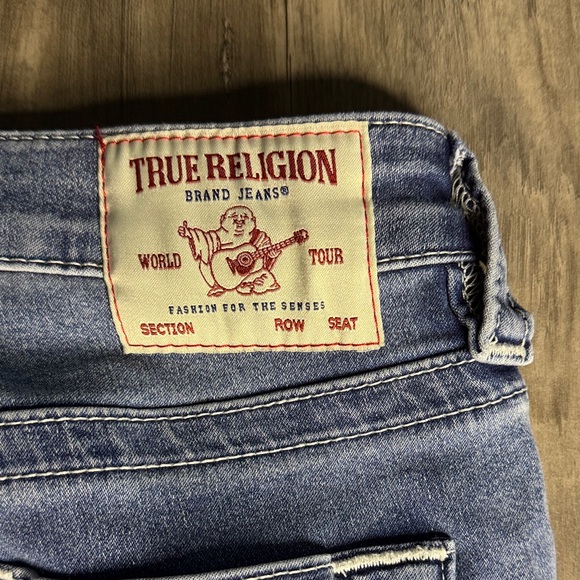 TRUE RELIGION
BRAND JEANS®
WORLD TOUR
FASHION FOR THE SENSES
SECTION ROW SEAT